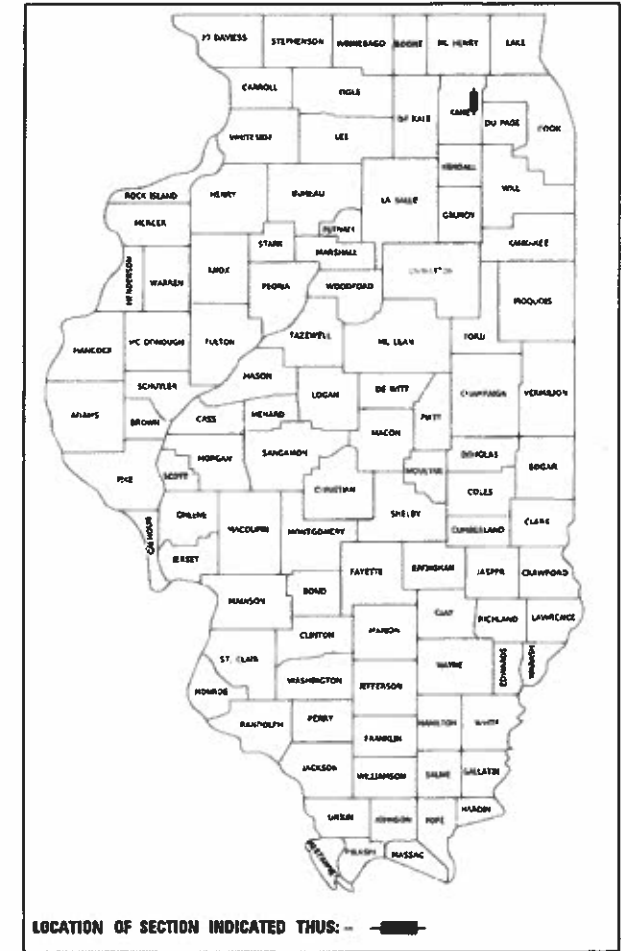 JO DAVIESS STEPHENSON WINNEBAGO BOONE MC HENRY LAKE
CARROLL OGLE DE KALB KANE DU PAGE COOK
WHITESIDE LEE
KENDALL
ROCK ISLAND HENRY BUREAU LA SALLE GRUNDY WILL
MERCER PUTNAM
STARK MARSHALL KANKAKEE
HENDERSON WARREN KNOX PEORIA WOODFORD LIVINGSTON IROQUOIS
HANCOCK MC DONOUGH FULTON TAZEWELL MC LEAN FORD
SCHUYLER MASON
ADAMS BROWN CASS MENARD LOGAN DE WITT PIATT CHAMPAIGN VERMILION
MACON
PIKE SCOTT MORGAN SANGAMON CHRISTIAN MOULTRIE DOUGLAS EDGAR
COLES
CALHOUN GREENE MACOUPIN MONTGOMERY SHELBY CUMBERLAND CLARK
JERSEY FAYETTE EFFINGHAM JASPER CRAWFORD
MADISON BOND
CLAY RICHLAND LAWRENCE
CLINTON MARION
ST. CLAIR WAYNE EDWARDS WABASH
WASHINGTON JEFFERSON
MONROE
RANDOLPH PERRY HAMILTON WHITE
FRANKLIN
JACKSON WILLIAMSON SALINE GALLATIN
UNION JOHNSON POPE HARDIN
ALEXANDER PULASKI MASSAC
LOCATION OF SECTION INDICATED THUS: -